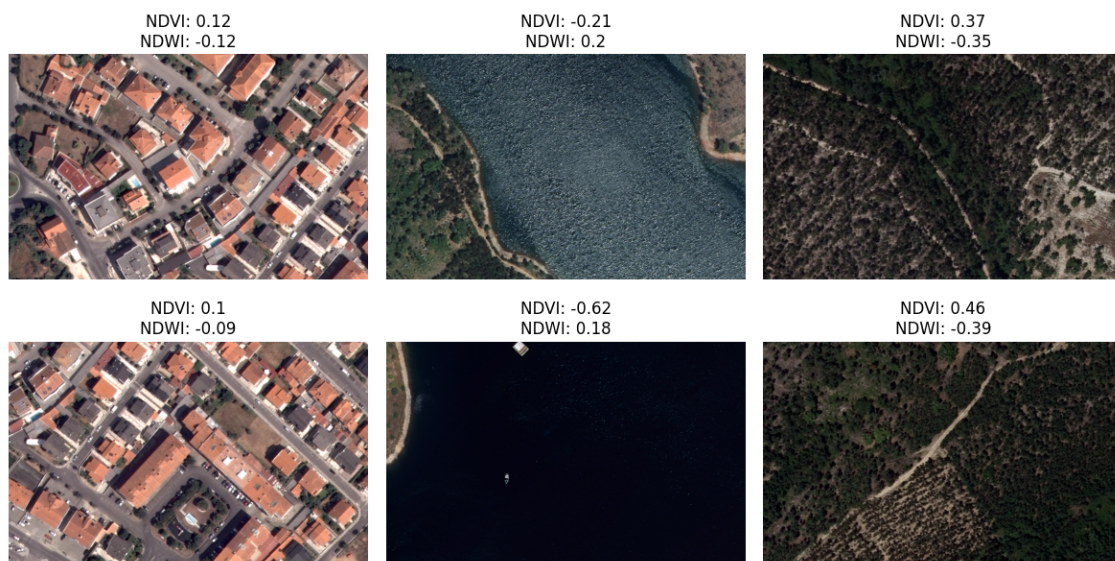 NDVI: 0.12
NDWI: -0.12
NDVI: -0.21
NDWI: 0.2
NDVI: 0.37
NDWI: -0.35
NDVI: 0.1
NDWI: -0.09
NDVI: -0.62
NDWI: 0.18
NDVI: 0.46
NDWI: -0.39